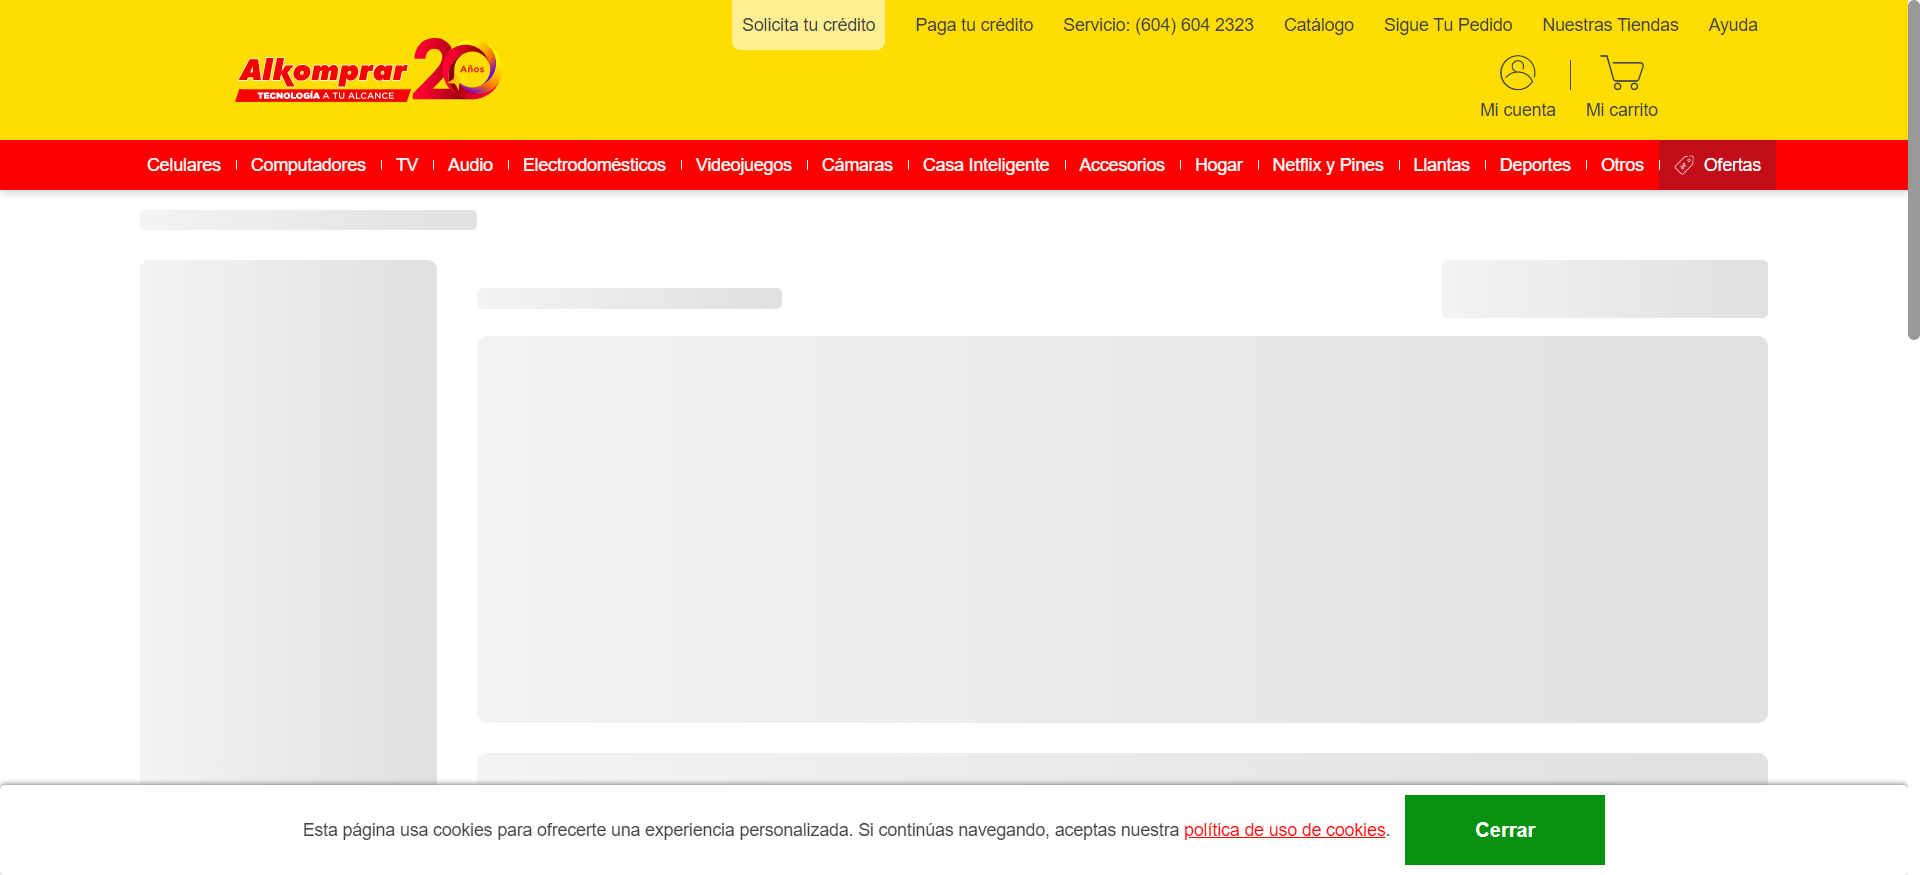 Solicita tu crédito Paga tu crédito Servicio: (604) 604 2323 Catálogo Sigue Tu Pedido Nuestras Tiendas Ayuda
Alkomprar 20 Años
TECNOLOGÍA A TU ALCANCE
Mi cuenta Mi carrito
Celulares Computadores TV Audio Electrodomésticos Videojuegos Cámaras Casa Inteligente Accesorios Hogar Netflix y Pines Llantas Deportes Otros Ofertas
Esta página usa cookies para ofrecerte una experiencia personalizada. Si continúas navegando, aceptas nuestra política de uso de cookies. Cerrar